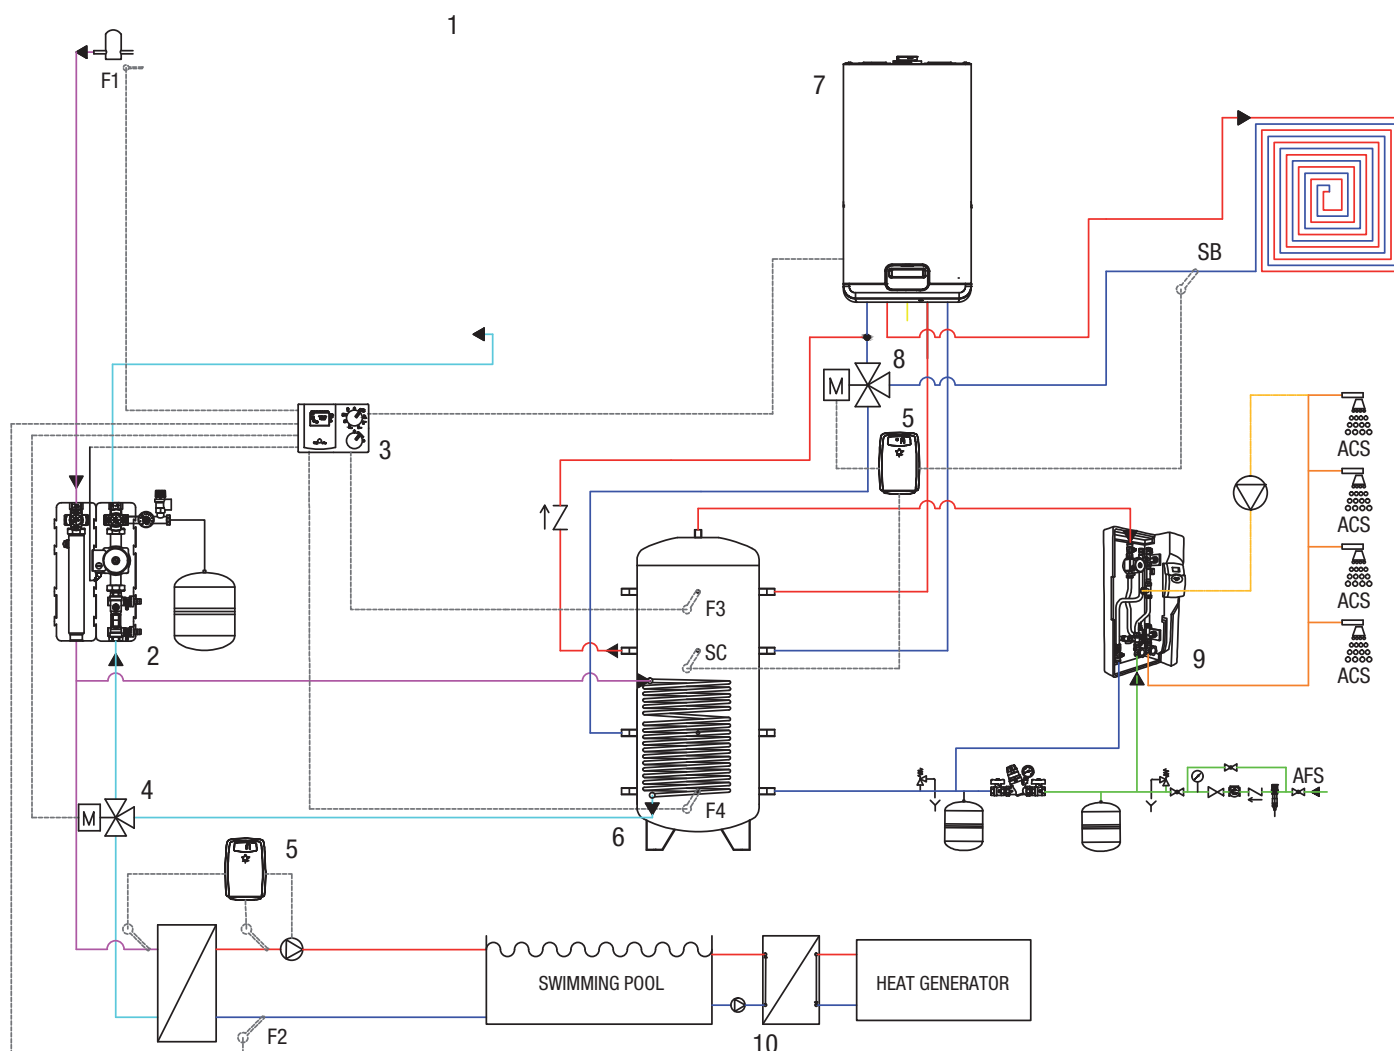 1
F1
7
SB
8
M
5
3
ACS
ACS
ACS
ACS
F3
SC
2
9
4
M
6
F4
AFS
5
SWIMMING POOL
HEAT GENERATOR
F2
10